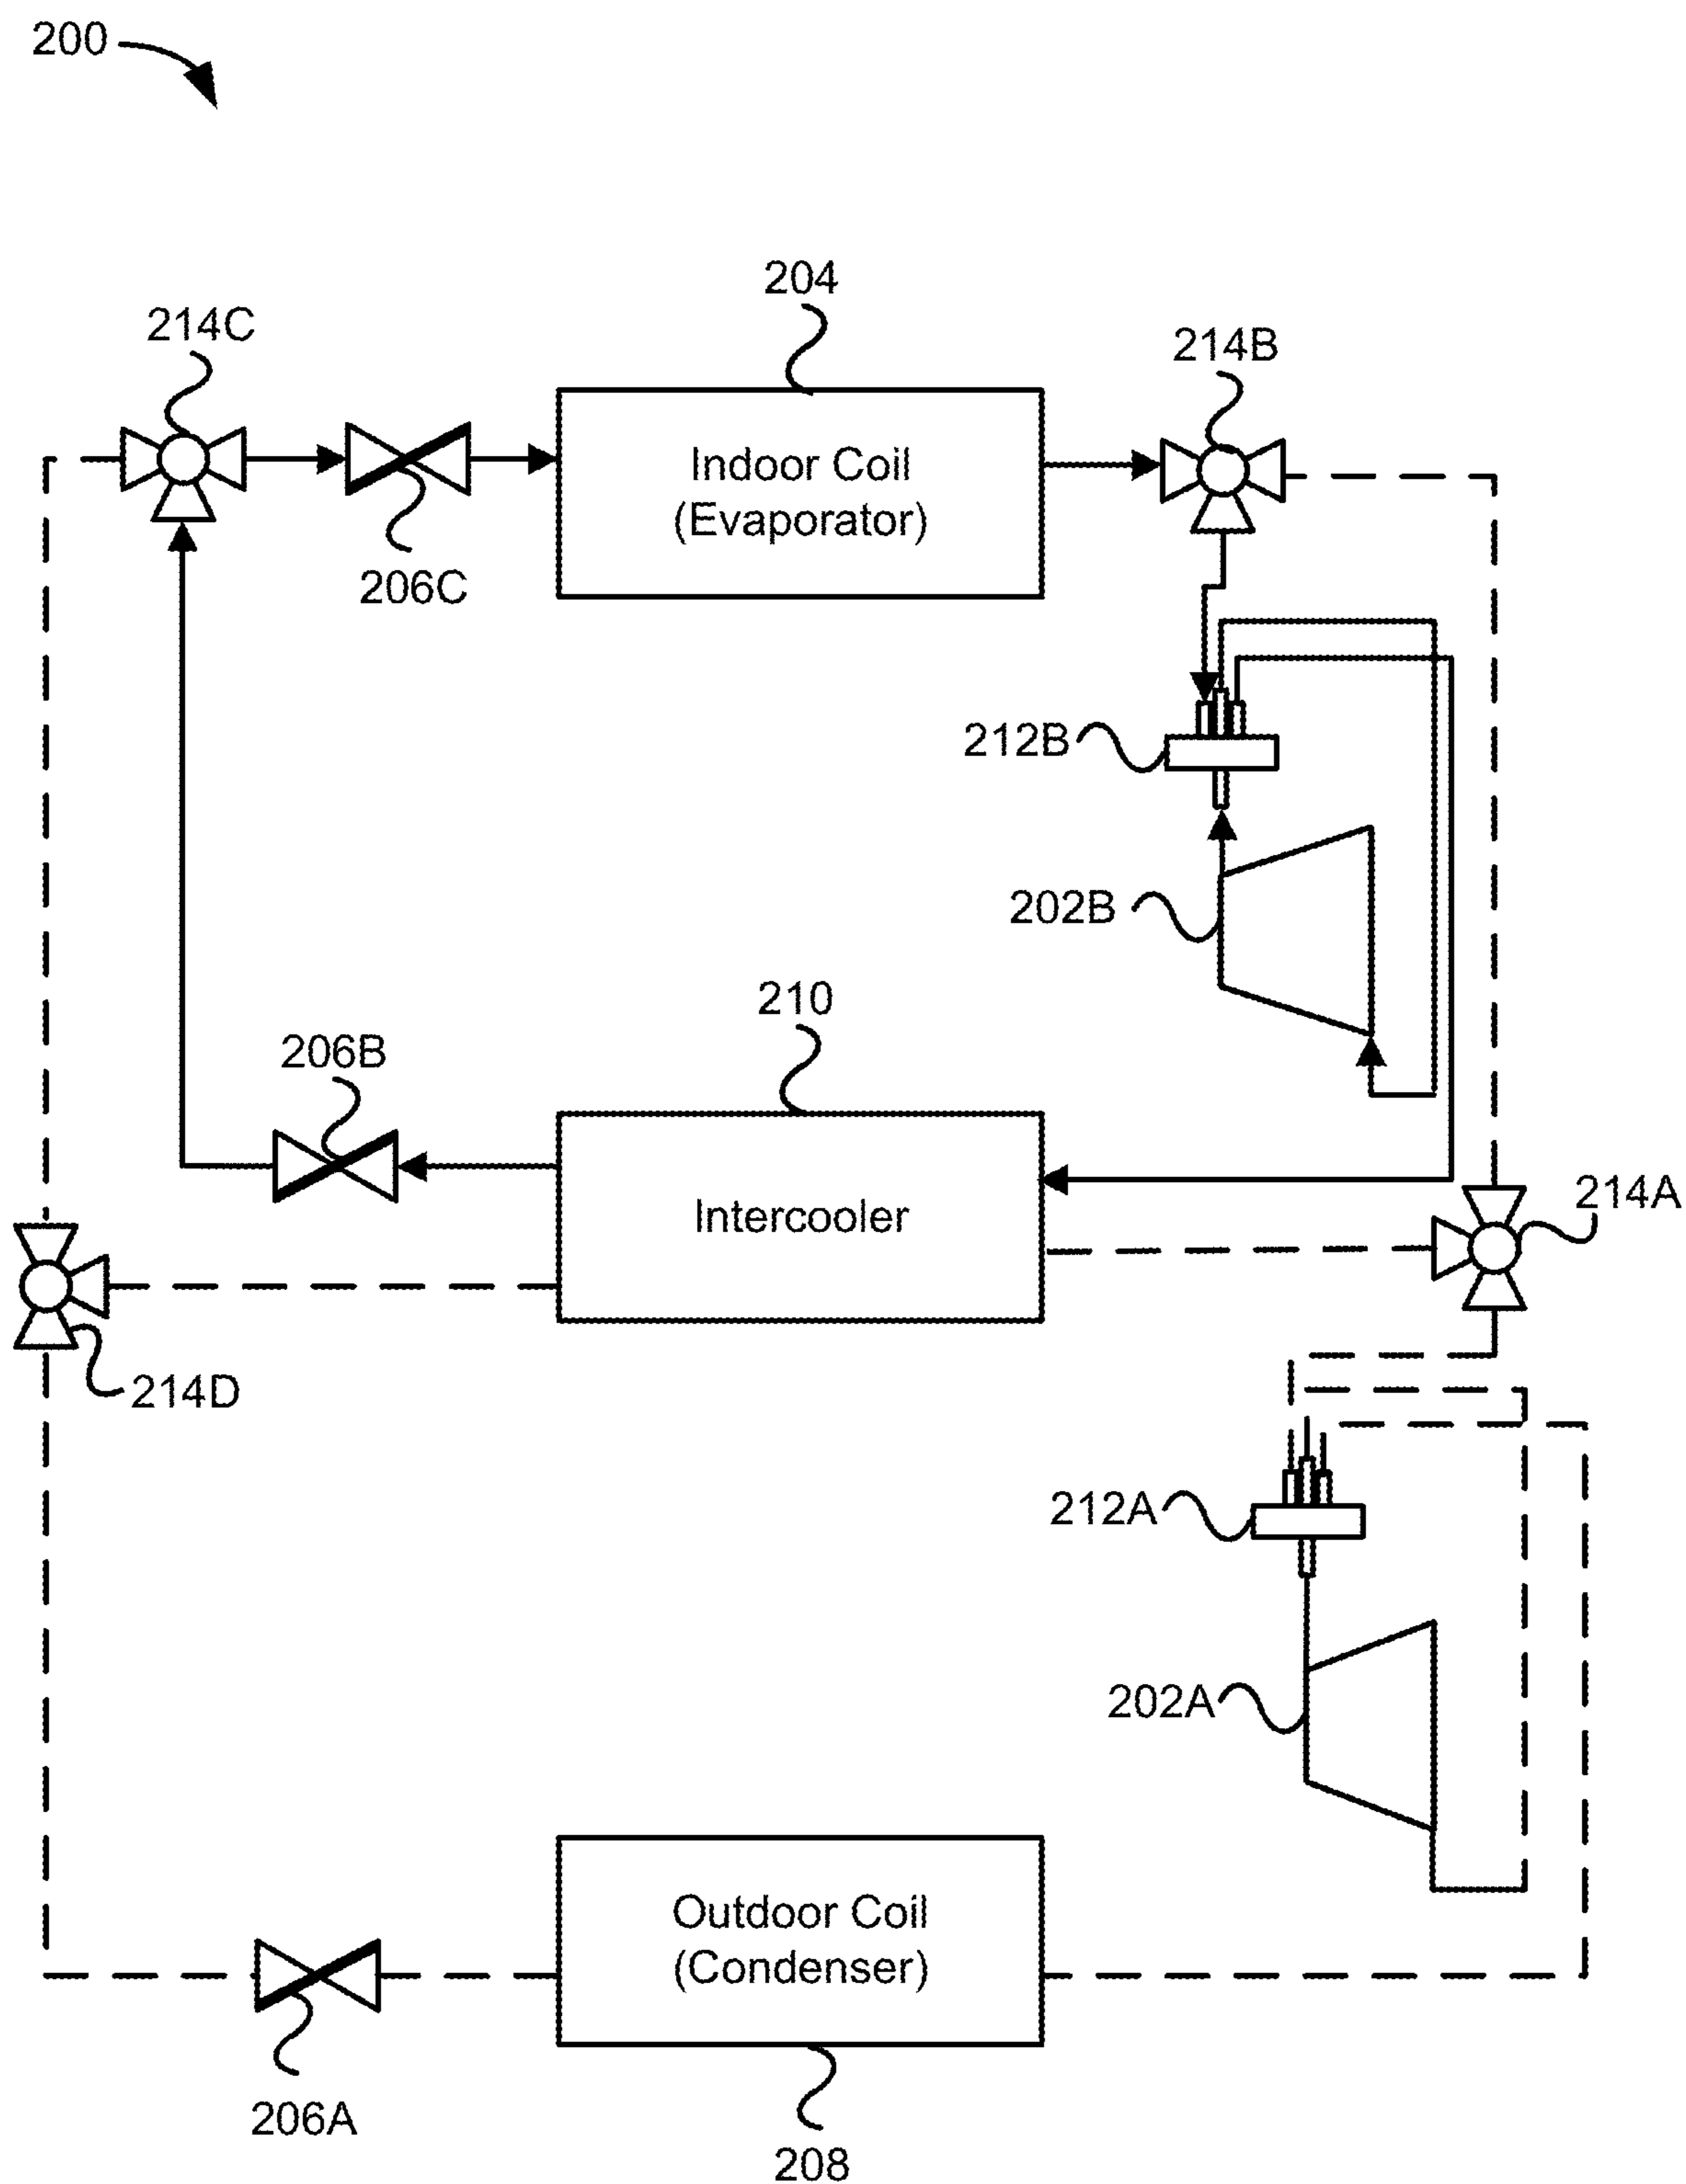 200
204
214C
214B
Indoor Coil
(Evaporator)
206C
212B
202B
210
206B
214A
Intercooler
214D
212A
202A
Outdoor Coil
(Condenser)
206A
208